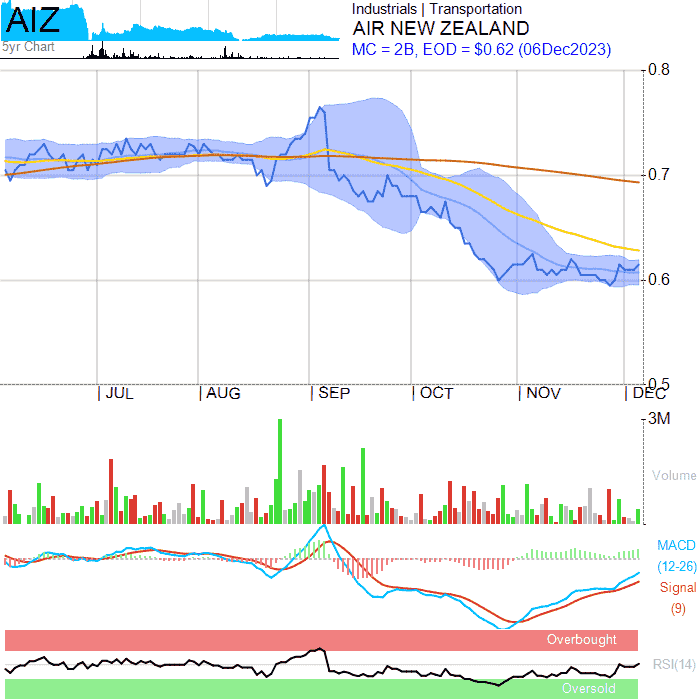 AIZ
5yr Chart
Industrials | Transportation
AIR NEW ZEALAND
MC = 2B, EOD = $0.62 (06Dec2023)
0.8
0.7
0.6
0.5
JUL AUG SEP OCT NOV DEC
3M
Volume
MACD
(12-26)
Signal
(9)
Overbought
RSI(14)
Oversold